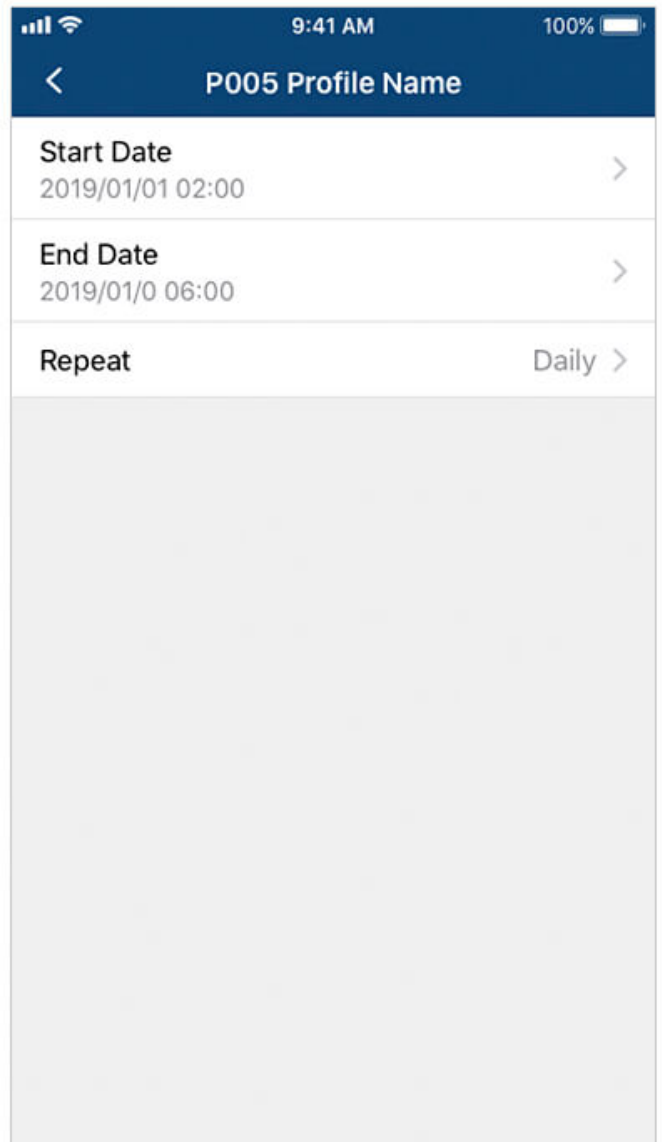 9:41 AM 100%
P005 Profile Name
Start Date
2019/01/01 02:00
End Date
2019/01/0 06:00
Repeat Daily